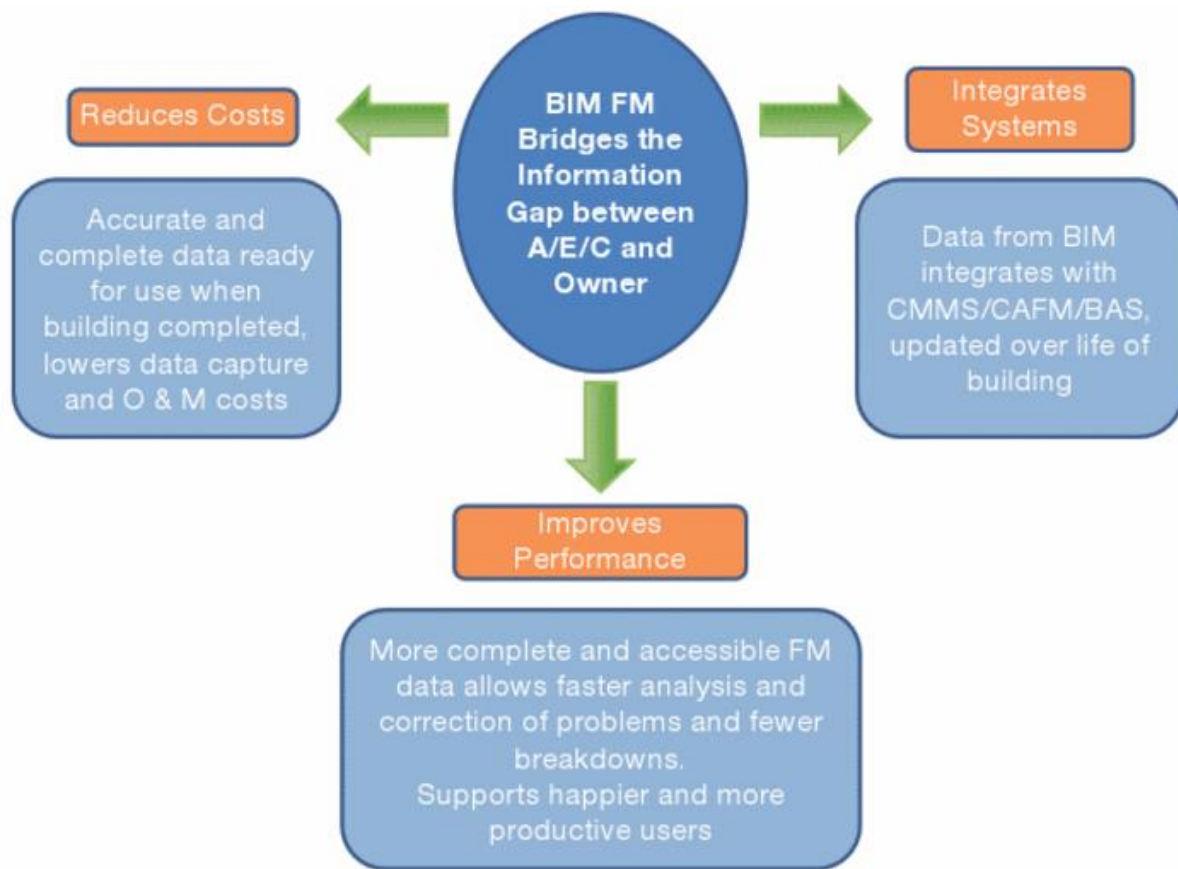 BIM FM
Bridges the
Information
Gap between
A/E/C and
Owner
Reduces Costs
Accurate and
complete data ready
for use when
building completed,
lowers data capture
and O & M costs
Integrates
Systems
Data from BIM
integrates with
CMMS/CAFM/BAS,
updated over life of
building
Improves
Performance
More complete and accessible FM
data allows faster analysis and
correction of problems and fewer
breakdowns.
Supports happier and more
productive users